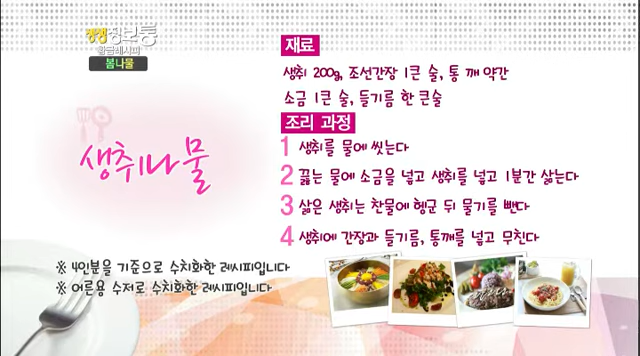 생생정보통
황금레시피
봄나물
재료
생취 200g, 조선간장 1큰 술, 통 깨 약간
소금 1큰 술, 들기름 한 큰술
조리 과정
생취나물
1 생취를 물에 씻는다
2 끓는 물에 소금을 넣고 생취를 넣고 1분간 삶는다
3 삶은 생취는 찬물에 헹군 뒤 물기를 뺀다
4 생취에 간장과 들기름, 통깨를 넣고 무친다
※ 4인분을 기준으로 수치화한 레시피입니다
※ 어른용 수저로 수치화한 레시피입니다